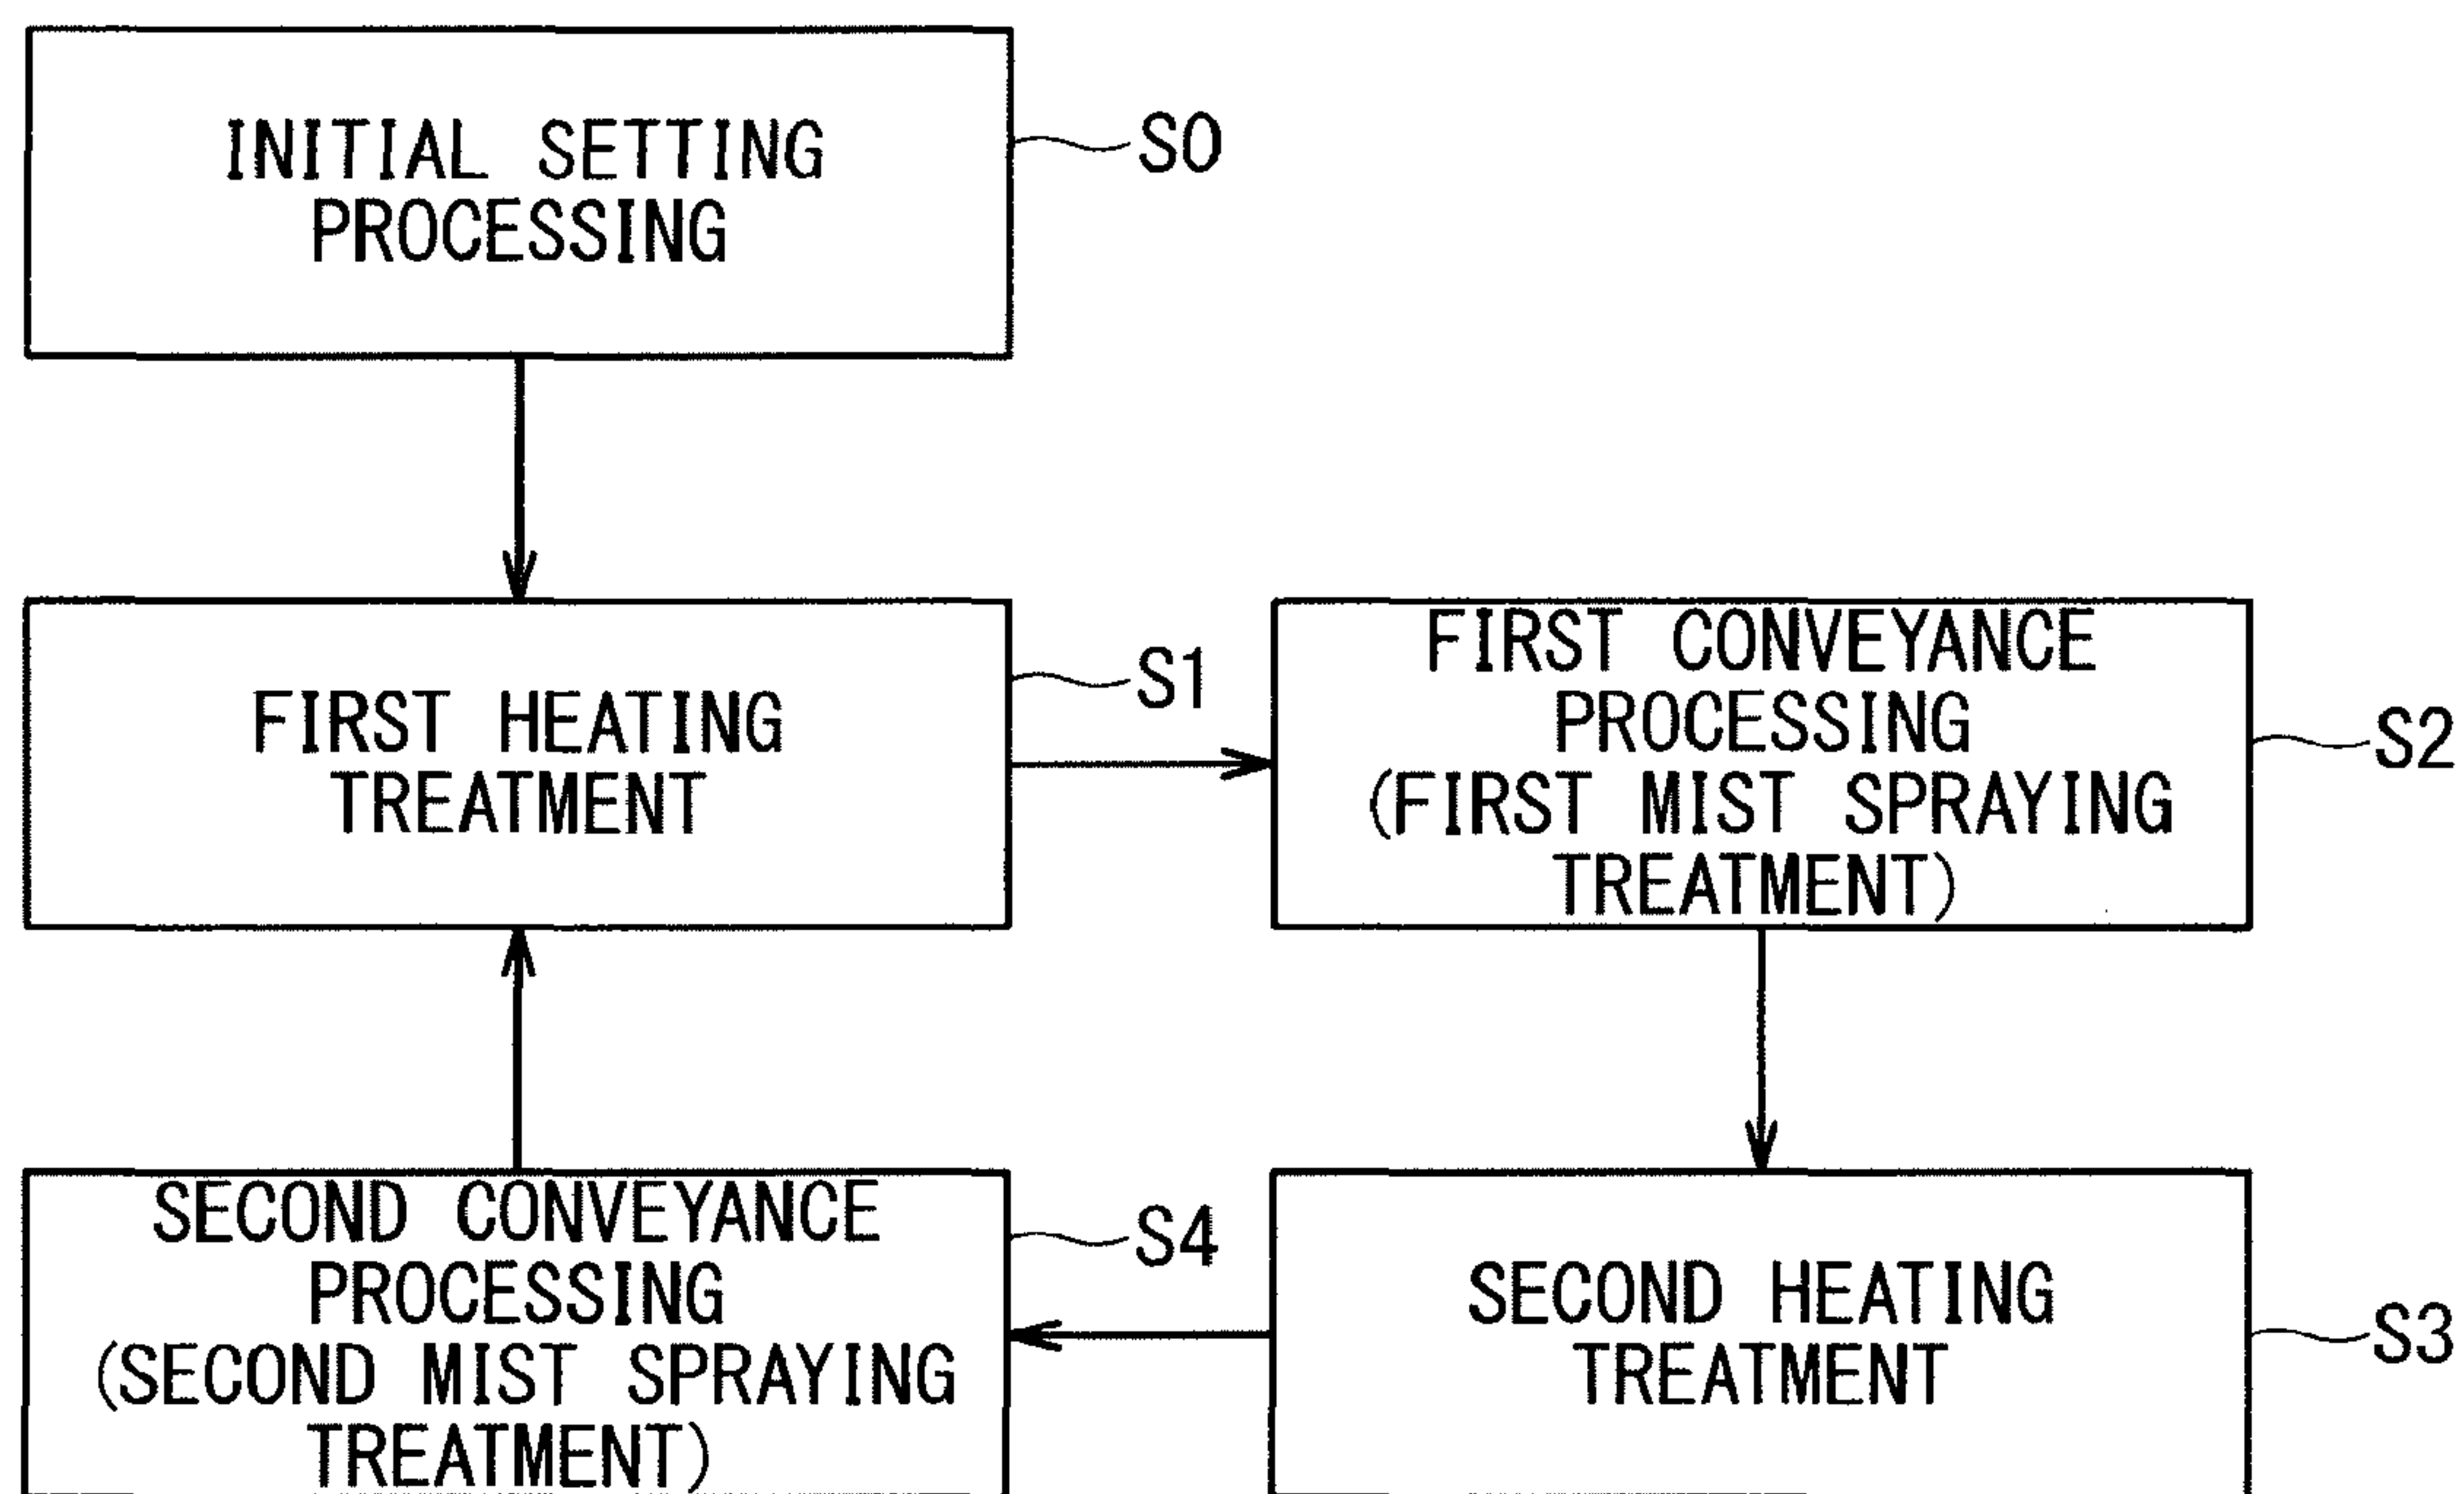 INITIAL SETTING
PROCESSING
S0
FIRST HEATING
TREATMENT
S1
FIRST CONVEYANCE
PROCESSING
(FIRST MIST SPRAYING
TREATMENT)
S2
SECOND CONVEYANCE
PROCESSING
(SECOND MIST SPRAYING
TREATMENT)
S4
SECOND HEATING
TREATMENT
S3